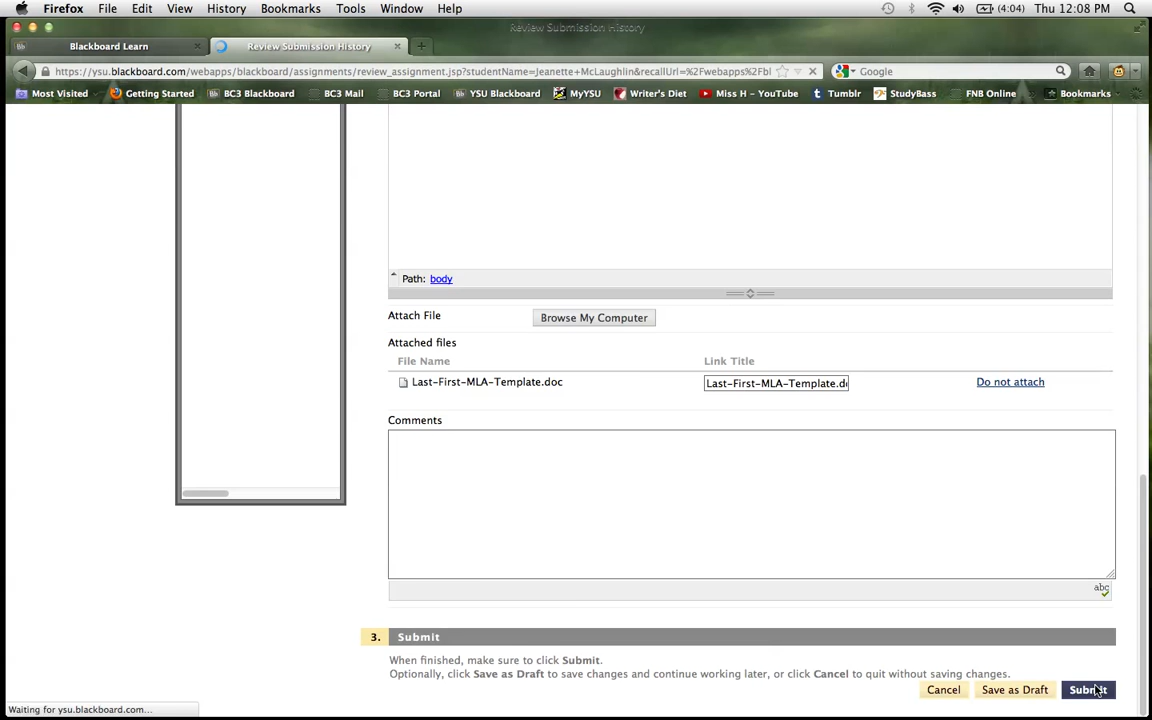 Firefox File Edit View History Bookmarks Tools Window Help (4:04) Thu 12:08 PM
Review Submission History
Blackboard Learn Review Submission History
https://ysu.blackboard.com/webapps/blackboard/assignments/review_assignment.jsp?studentName=Jeanette+McLaughlin&recallUrl=%2Fwebapps%2Fbl Google
Most Visited Getting Started BC3 Blackboard BC3 Mail BC3 Portal YSU Blackboard MyYSU Writer's Diet Miss H - YouTube Tumblr StudyBass FNB Online Bookmarks
Path: body
Attach File Browse My Computer
Attached files
File Name Link Title
Last-First-MLA-Template.doc Last-First-MLA-Template.do Do not attach
Comments
abc
3. Submit
When finished, make sure to click Submit.
Optionally, click Save as Draft to save changes and continue working later, or click Cancel to quit without saving changes.
Cancel Save as Draft Submit
Waiting for ysu.blackboard.com...